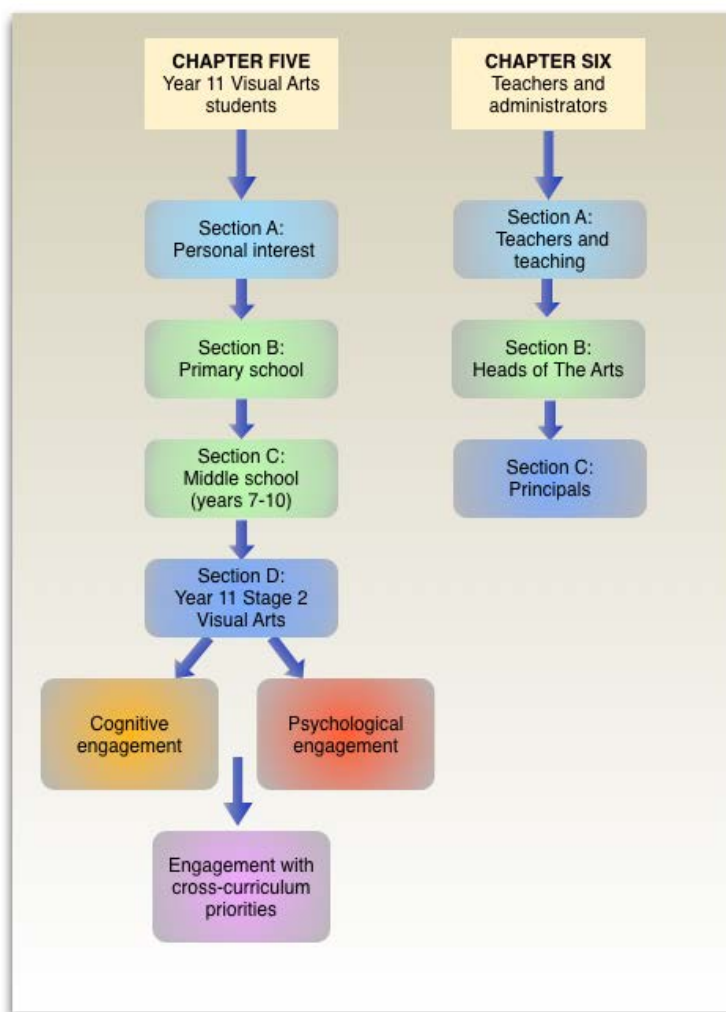 CHAPTER FIVE
Year 11 Visual Arts
students
CHAPTER SIX
Teachers and
administrators
Section A:
Personal interest
Section A:
Teachers and
teaching
Section B:
Primary school
Section B:
Heads of The Arts
Section C:
Middle school
(years 7-10)
Section C:
Principals
Section D:
Year 11 Stage 2
Visual Arts
Cognitive
engagement
Psychological
engagement
Engagement with
cross-curriculum
priorities